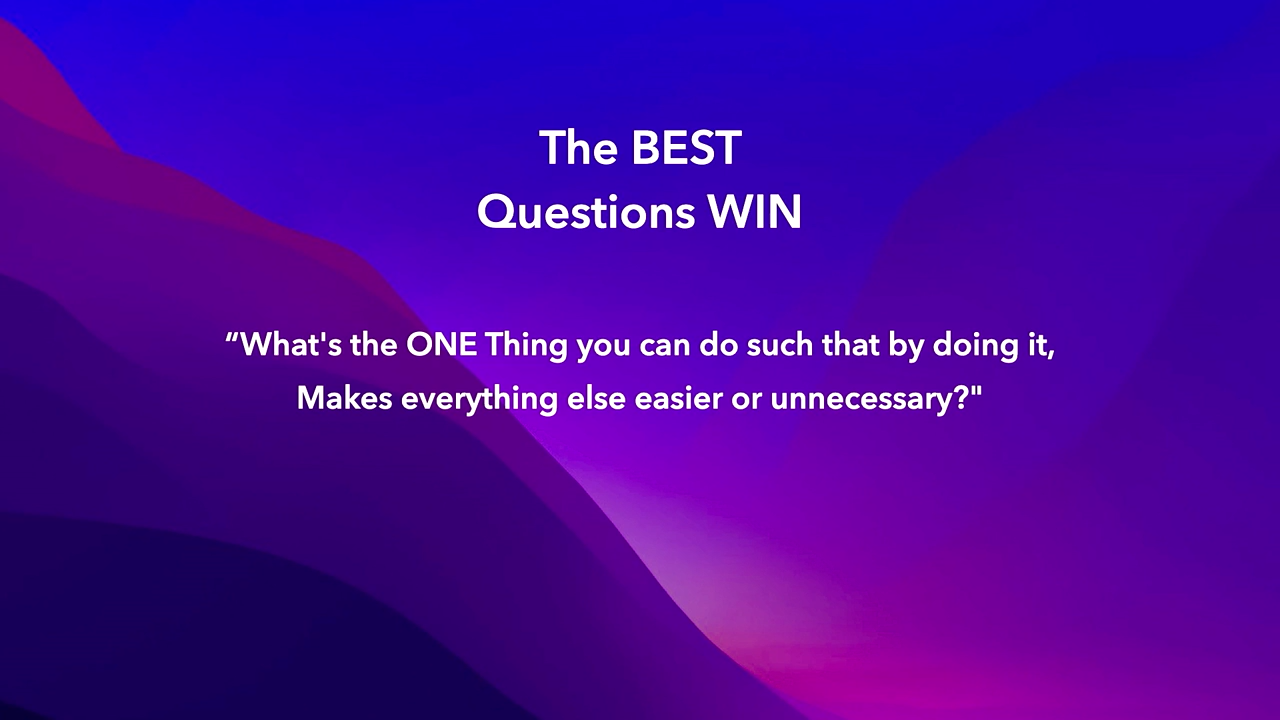 The BEST
Questions WIN
“What's the ONE Thing you can do such that by doing it,
Makes everything else easier or unnecessary?"